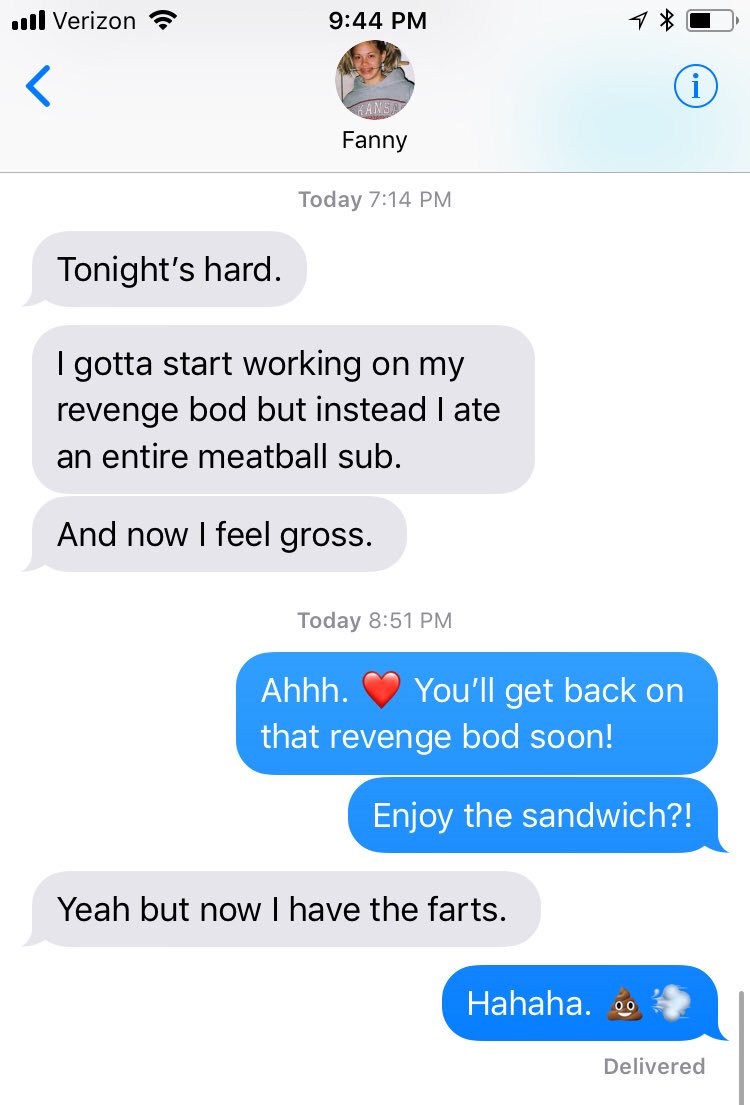 Verizon 9:44 PM
KANSAS
Fanny
Today 7:14 PM
Tonight’s hard.
I gotta start working on my
revenge bod but instead I ate
an entire meatball sub.
And now I feel gross.
Today 8:51 PM
Ahhh. ❤️ You’ll get back on
that revenge bod soon!
Enjoy the sandwich?!
Yeah but now I have the farts.
Hahaha. 💩💨
Delivered